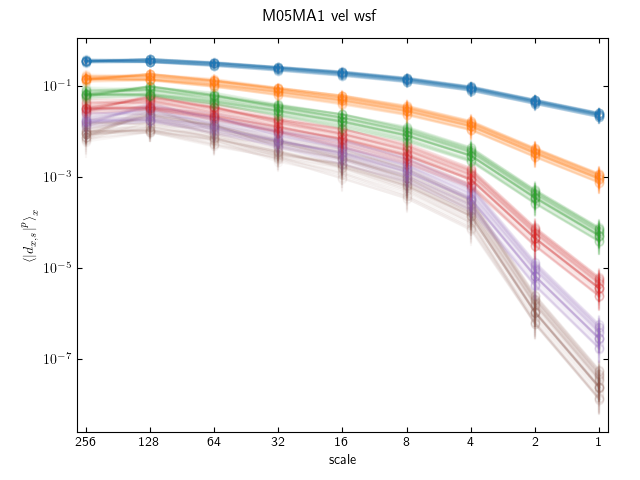 M05MA1 vel wsf
⟨|d_{x,s}|^p⟩_x
10^{-1}
10^{-3}
10^{-5}
10^{-7}
256 128 64 32 16 8 4 2 1
scale